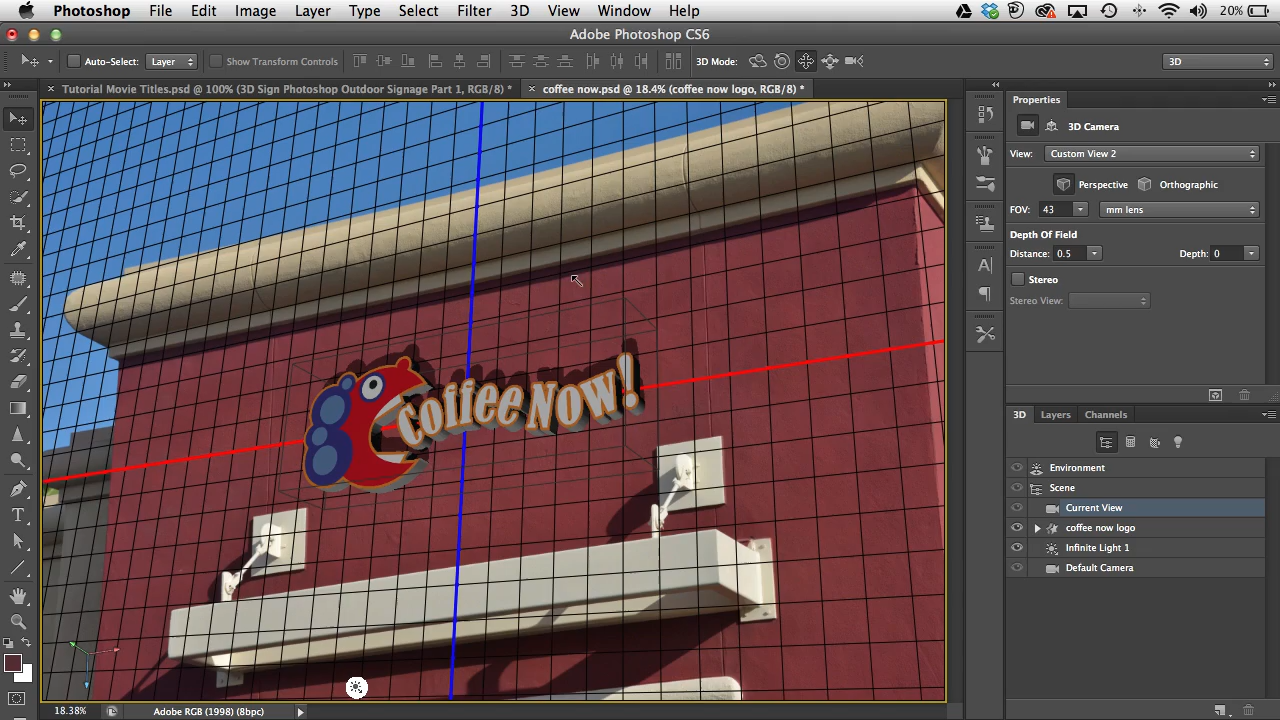 Photoshop File Edit Image Layer Type Select Filter 3D View Window Help 20%
Adobe Photoshop CS6
Auto-Select: Layer Show Transform Controls 3D Mode: 3D
× Tutorial Movie Titles.psd @ 100% (3D Sign Photoshop Outdoor Signage Part 1, RGB/8) * × coffee now.psd @ 18.4% (coffee now logo, RGB/8) *
Properties
3D Camera
View: Custom View 2
Perspective Orthographic
FOV: 43 mm lens
Depth Of Field
Distance: 0.5 Depth: 0
Stereo
Stereo View:
Coffee Now!
3D Layers Channels
Environment
Scene
Current View
coffee now logo
Infinite Light 1
Default Camera
18.38% Adobe RGB (1998) (8bpc)